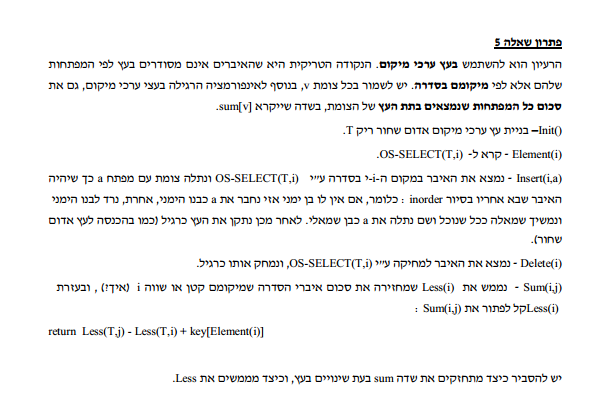 פתרון שאלה 5
הרעיון הוא להשתמש בעץ ערכי מיקום. הנקודה הטריקית היא שהאיברים אינם מסודרים בעץ לפי המפתחות
שלהם אלא לפי מיקומם בסדרה. יש לשמור בכל צומת v, בנוסף לאינפורמציה הרגילה בעצי ערכי מיקום, גם את
סכום כל המפתחות שנמצאים בתת העץ של הצומת, בשדה שייקרא sum[v].
Init() – בניית עץ ערכי מיקום אדום שחור ריק T.
Element(i) - קרא ל- OS-SELECT(T,i).
Insert(i,a) - נמצא את האיבר במקום ה-i-י בסדרה ע״י OS-SELECT(T,i) ונתלה צומת עם מפתח a כך שיהיה
האיבר שבא אחריו בסיור inorder : כלומר, אם אין לו בן ימני אזי נחבר את a כבנו הימני, אחרת, נרד לבנו הימני
ונמשיך שמאלה ככל שנוכל ושם נתלה את a כבן שמאלי. לאחר מכן נתקן את העץ כרגיל (כמו בהכנסה לעץ אדום
שחור).
Delete(i) - נמצא את האיבר למחיקה ע״י OS-SELECT(T,i), ונמחק אותו כרגיל.
Sum(i,j) - נממש את Less(i) שמחזירה את סכום איברי הסדרה שמיקומם קטן או שווה i (איך?) , ובעזרת
Less(i) קל לפתור את Sum(i,j) :
return Less(T,j) - Less(T,i) + key[Element(i)]
יש להסביר כיצד מתחזקים את שדה sum בעת שינויים בעץ, וכיצד מממשים את Less.